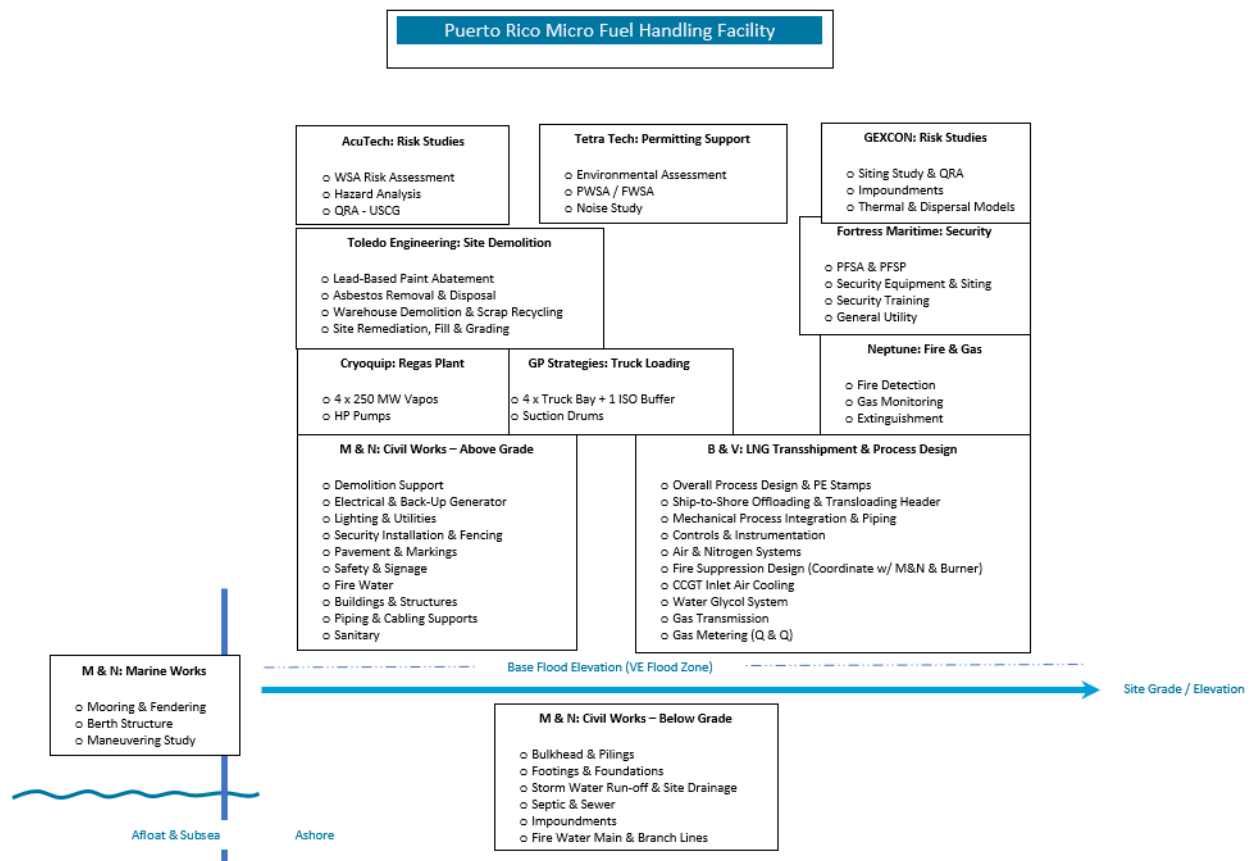 Puerto Rico Micro Fuel Handling Facility
AcuTech: Risk Studies
o WSA Risk Assessment
o Hazard Analysis
o QRA - USCG
Tetra Tech: Permitting Support
o Environmental Assessment
o PWSA / FWSA
o Noise Study
GEXCON: Risk Studies
o Siting Study & QRA
o Impoundments
o Thermal & Dispersal Models
Toledo Engineering: Site Demolition
o Lead-Based Paint Abatement
o Asbestos Removal & Disposal
o Warehouse Demolition & Scrap Recycling
o Site Remediation, Fill & Grading
Fortress Maritime: Security
o PFSA & PFSP
o Security Equipment & Siting
o Security Training
o General Utility
Cryoquip: Regas Plant
o 4 x 250 MW Vapos
o HP Pumps
GP Strategies: Truck Loading
o 4 x Truck Bay + 1 ISO Buffer
o Suction Drums
Neptune: Fire & Gas
o Fire Detection
o Gas Monitoring
o Extinguishment
M & N: Civil Works – Above Grade
o Demolition Support
o Electrical & Back-Up Generator
o Lighting & Utilities
o Security Installation & Fencing
o Pavement & Markings
o Safety & Signage
o Fire Water
o Buildings & Structures
o Piping & Cabling Supports
o Sanitary
B & V: LNG Transshipment & Process Design
o Overall Process Design & PE Stamps
o Ship-to-Shore Offloading & Transloading Header
o Mechanical Process Integration & Piping
o Controls & Instrumentation
o Air & Nitrogen Systems
o Fire Suppression Design (Coordinate w/ M&N & Burner)
o CCGT Inlet Air Cooling
o Water Glycol System
o Gas Transmission
o Gas Metering (Q & Q)
Base Flood Elevation (VE Flood Zone)
Site Grade / Elevation
M & N: Marine Works
o Mooring & Fendering
o Berth Structure
o Maneuvering Study
M & N: Civil Works – Below Grade
o Bulkhead & Pilings
o Footings & Foundations
o Storm Water Run-off & Site Drainage
o Septic & Sewer
o Impoundments
o Fire Water Main & Branch Lines
Afloat & Subsea
Ashore